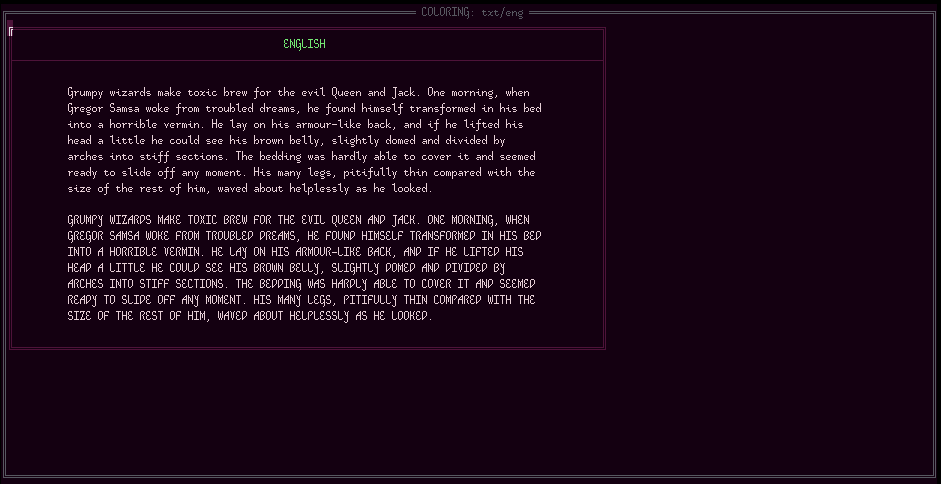 COLORING: txt/eng
ENGLISH
Grumpy wizards make toxic brew for the evil Queen and Jack. One morning, when
Gregor Samsa woke from troubled dreams, he found himself transformed in his bed
into a horrible vermin. He lay on his armour-like back, and if he lifted his
head a little he could see his brown belly, slightly domed and divided by
arches into stiff sections. The bedding was hardly able to cover it and seemed
ready to slide off any moment. His many legs, pitifully thin compared with the
size of the rest of him, waved about helplessly as he looked.
GRUMPY WIZARDS MAKE TOXIC BREW FOR THE EVIL QUEEN AND JACK. ONE MORNING, WHEN
GREGOR SAMSA WOKE FROM TROUBLED DREAMS, HE FOUND HIMSELF TRANSFORMED IN HIS BED
INTO A HORRIBLE VERMIN. HE LAY ON HIS ARMOUR-LIKE BACK, AND IF HE LIFTED HIS
HEAD A LITTLE HE COULD SEE HIS BROWN BELLY, SLIGHTLY DOMED AND DIVIDED BY
ARCHES INTO STIFF SECTIONS. THE BEDDING WAS HARDLY ABLE TO COVER IT AND SEEMED
READY TO SLIDE OFF ANY MOMENT. HIS MANY LEGS, PITIFULLY THIN COMPARED WITH THE
SIZE OF THE REST OF HIM, WAVED ABOUT HELPLESSLY AS HE LOOKED.